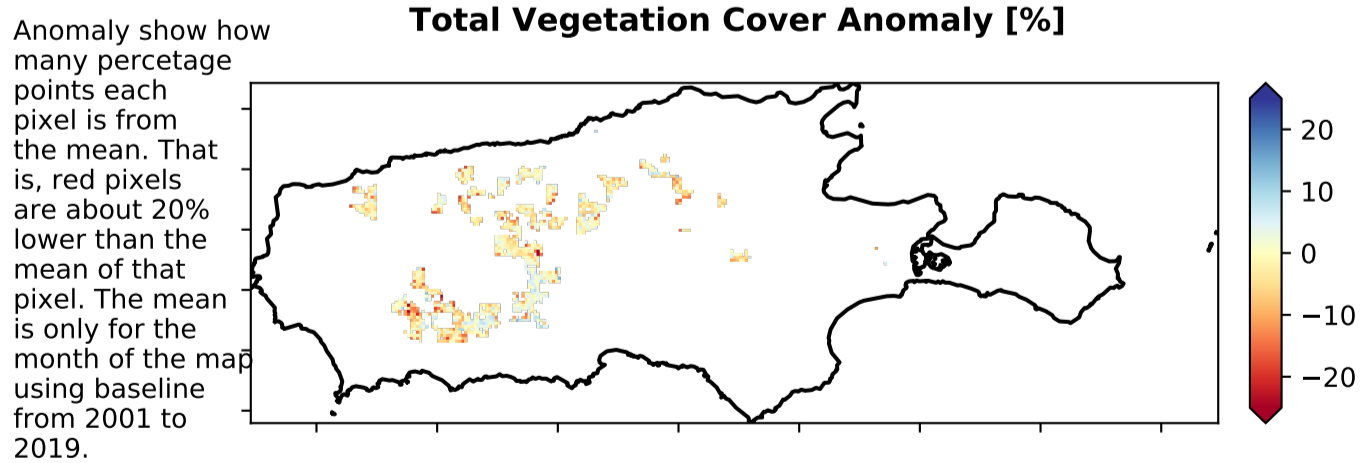 Total Vegetation Cover Anomaly [%]
Anomaly show how
many percetage
points each
pixel is from
the mean. That
is, red pixels
are about 20%
lower than the
mean of that
pixel. The mean
is only for the
month of the map
using baseline
from 2001 to
2019.
20
10
0
−10
−20